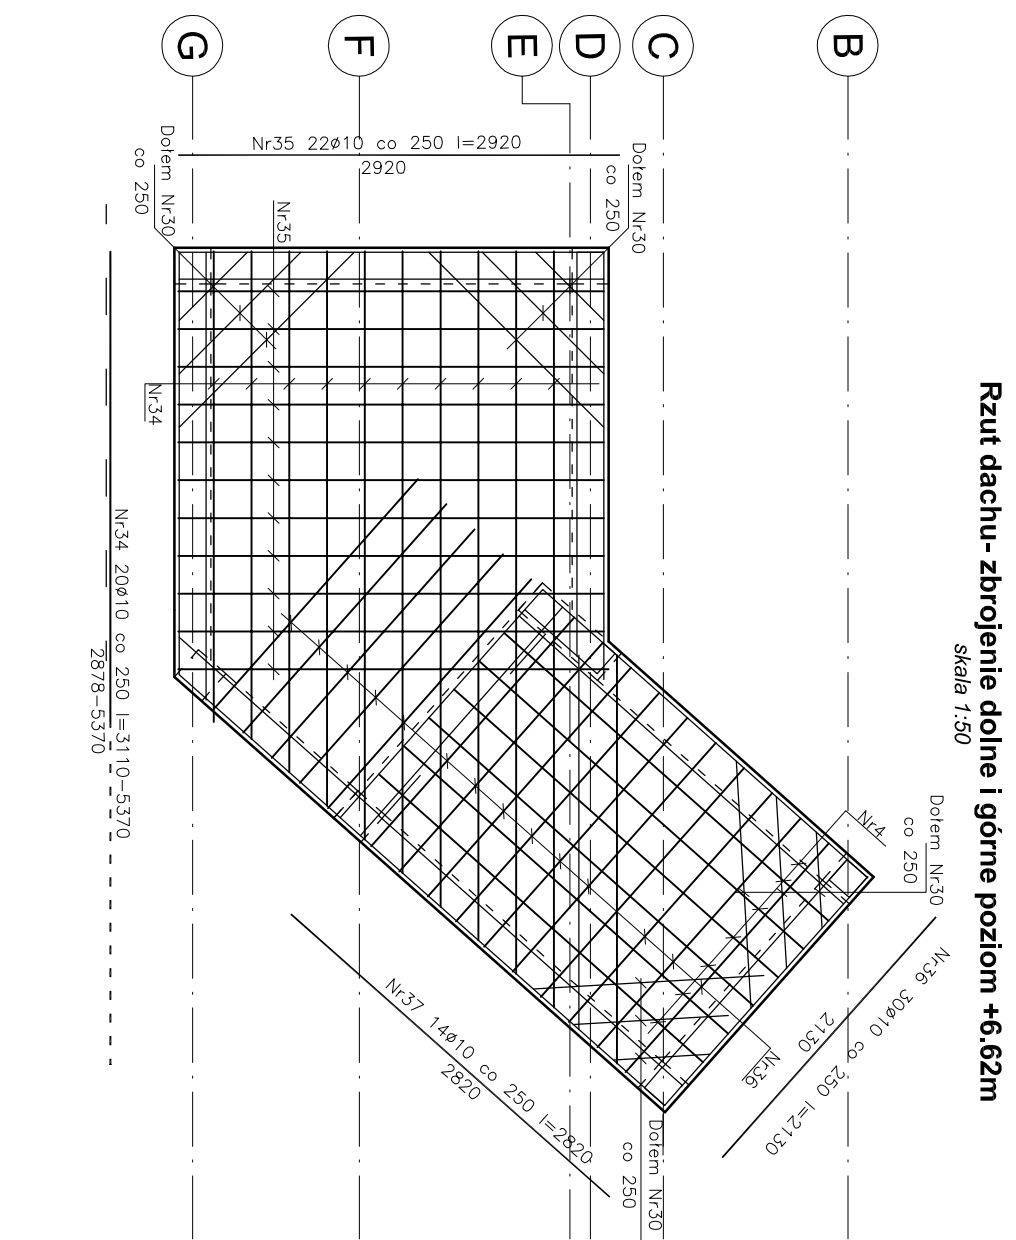 Rzut dachu- zbrojenie dolne i górne poziom +6.62m
skala 1:50
G
F
E
D
C
B
Nr35 22ø10 co 250 l=2920
2920
Dołem Nr30
co 250
Dołem Nr30
co 250
Nr35
Nr34
Nr34 20ø10 co 250 l=3110-5370
2878-5370
Nr4
Dołem Nr30
co 250
Nr36 30ø10 co 250 l=2130
2130
Nr36
Nr37 14ø10 co 250 l=2820
2820
Dołem Nr30
co 250